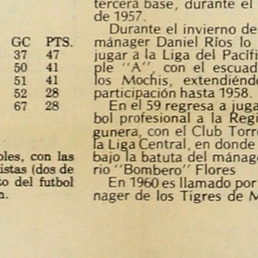 GC PTS.
37 47
50 41
51 41
52 28
67 28
oles, con las
istas (dos de
to del futbol
n.
tercera base, durante el
de 1957.
Durante el invierno de
mánager Daniel Ríos lo
jugar a la Liga del Pacífi-
ple "A" con el escuad
los Mochis, extendiéndo
participación hasta 1958.
En el 59 regresa a juga
bol profesional a la Regi
gunera, con el Club Torre
la Liga Central, en donde
bajo la batuta del mánage
rio "Bombero" Flores
En 1960 es llamado por
nager de los Tigres de M